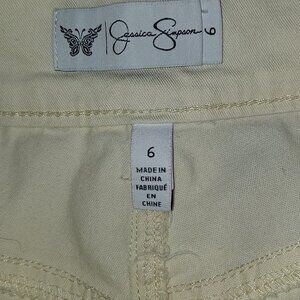 Jessica Simpson 6
6
MADE IN
CHINA
FABRIQUÉ
EN
CHINE